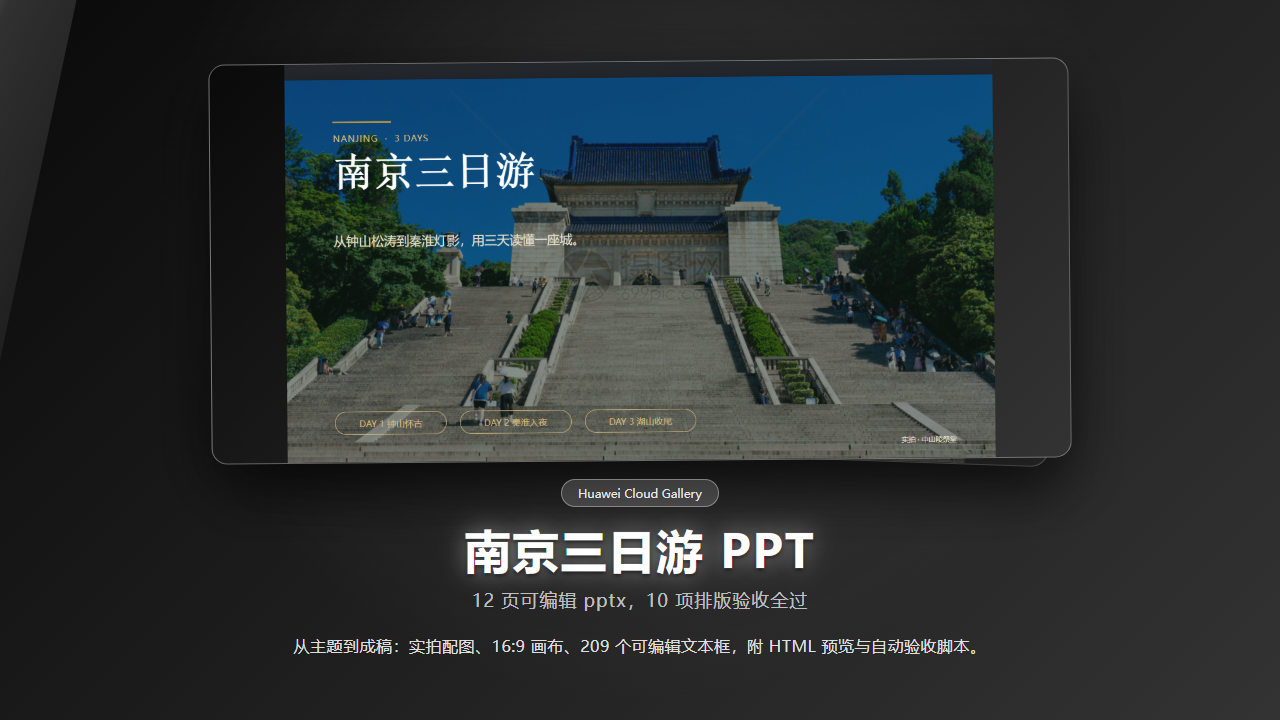 NANJING · 3 DAYS
南京三日游
从钟山松涛到秦淮灯影，用三天读懂一座城。
DAY 1 钟山怀古
DAY 2 秦淮入夜
DAY 3 湖山收尾
实拍 · 中山陵祭堂
Huawei Cloud Gallery
南京三日游 PPT
12 页可编辑 pptx，10 项排版验收全过
从主题到成稿：实拍配图、16:9 画布、209 个可编辑文本框，附 HTML 预览与自动验收脚本。